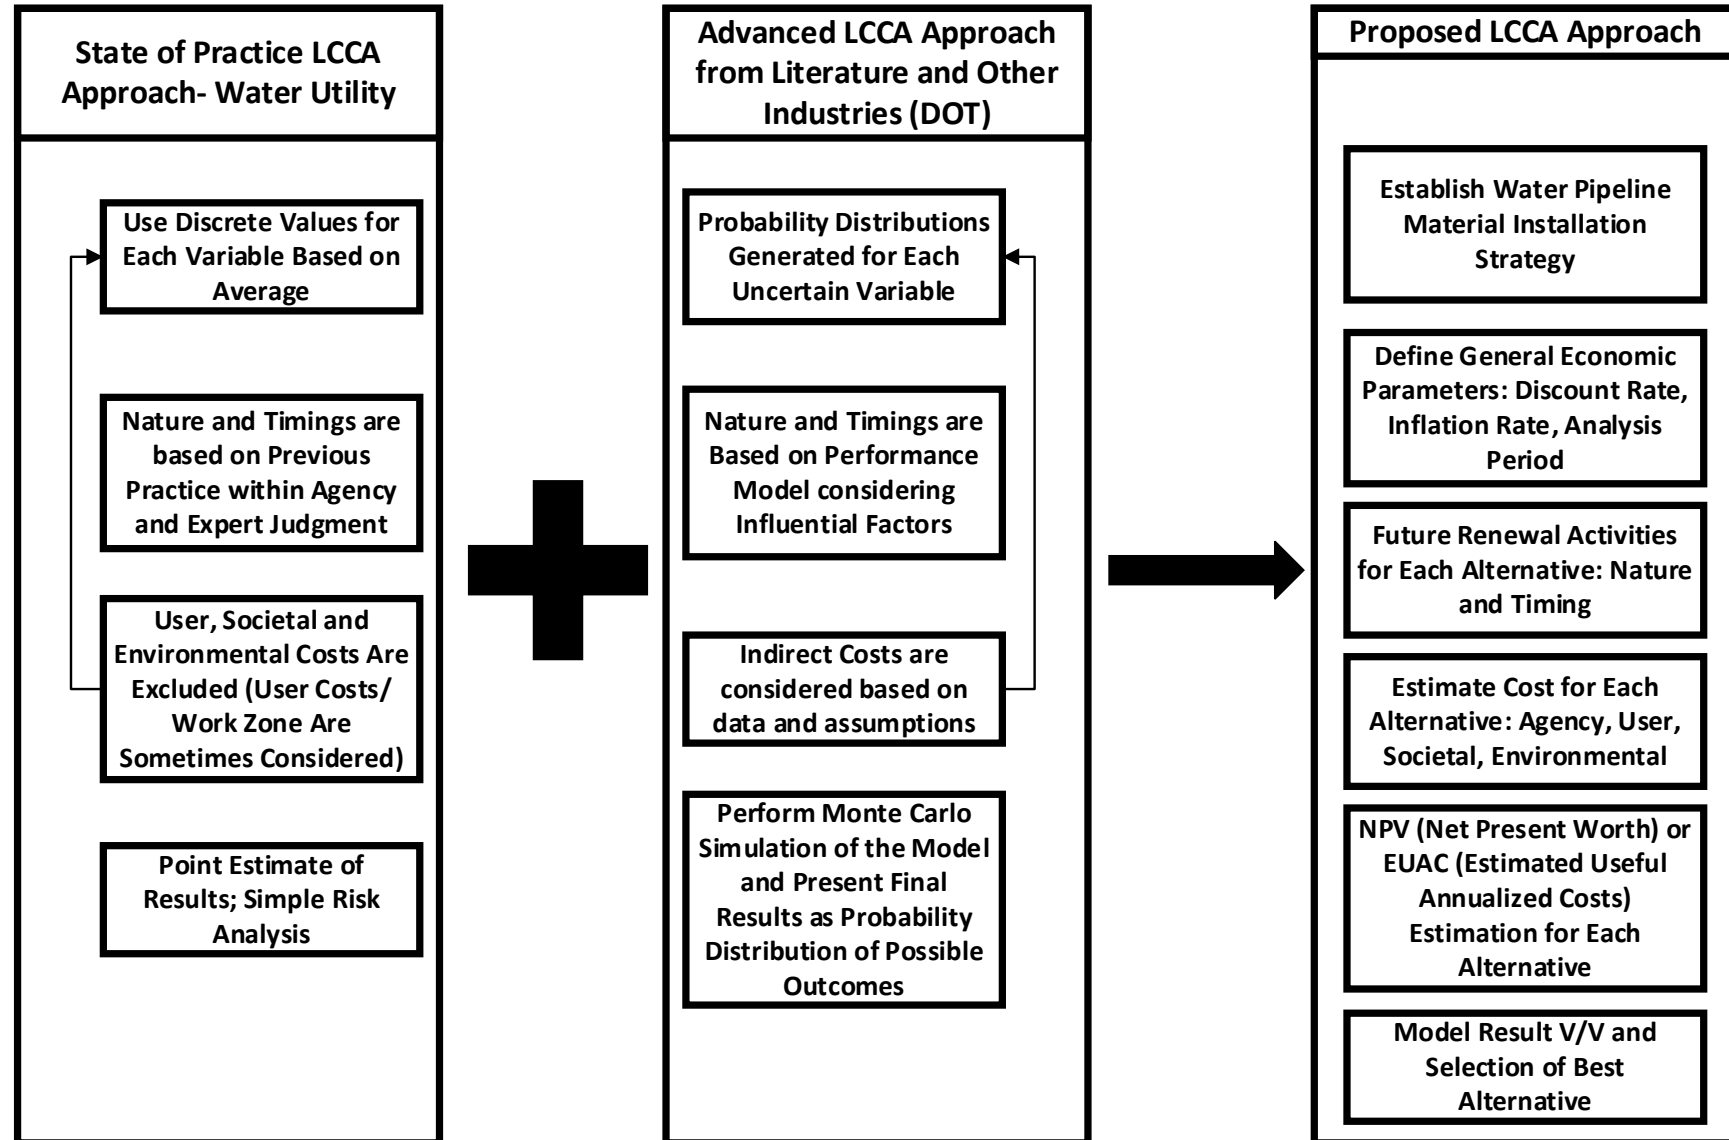 State of Practice LCCA
Approach- Water Utility
Use Discrete Values for
Each Variable Based on
Average
Nature and Timings are
based on Previous
Practice within Agency
and Expert Judgment
User, Societal and
Environmental Costs Are
Excluded (User Costs/
Work Zone Are
Sometimes Considered)
Point Estimate of
Results; Simple Risk
Analysis
Advanced LCCA Approach
from Literature and Other
Industries (DOT)
Probability Distributions
Generated for Each
Uncertain Variable
Nature and Timings are
Based on Performance
Model considering
Influential Factors
Indirect Costs are
considered based on
data and assumptions
Perform Monte Carlo
Simulation of the Model
and Present Final
Results as Probability
Distribution of Possible
Outcomes
Proposed LCCA Approach
Establish Water Pipeline
Material Installation
Strategy
Define General Economic
Parameters: Discount Rate,
Inflation Rate, Analysis
Period
Future Renewal Activities
for Each Alternative: Nature
and Timing
Estimate Cost for Each
Alternative: Agency, User,
Societal, Environmental
NPV (Net Present Worth) or
EUAC (Estimated Useful
Annualized Costs)
Estimation for Each
Alternative
Model Result V/V and
Selection of Best
Alternative